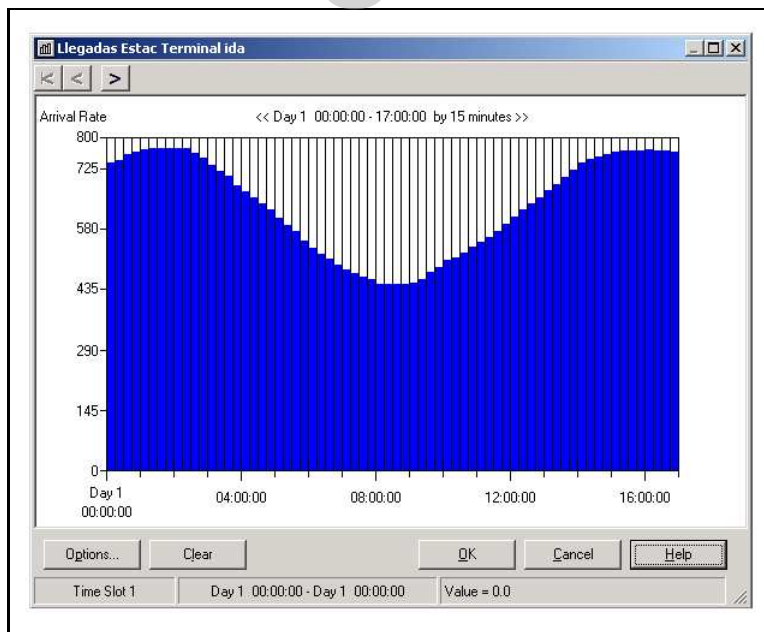 Llegadas Estac Terminal ida
Arrival Rate
<< Day 1 00:00:00 - 17:00:00 by 15 minutes >>
800
725
580
435
290
145
0
Day 1
00:00:00
04:00:00
08:00:00
12:00:00
16:00:00
Options...
Clear
OK
Cancel
Help
Time Slot 1
Day 1 00:00:00 - Day 1 00:00:00
Value = 0.0